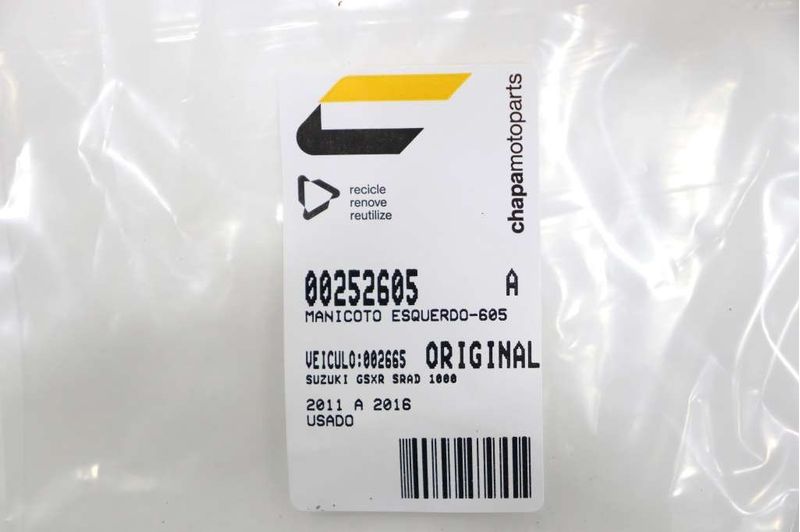 chapamotoparts
recicle
renove
reutilize
00252605 A
MANICOTO ESQUERDO-605
VEICULO:002665 ORIGINAL
SUZUKI GSXR SRAD 1000
2011 A 2016
USADO